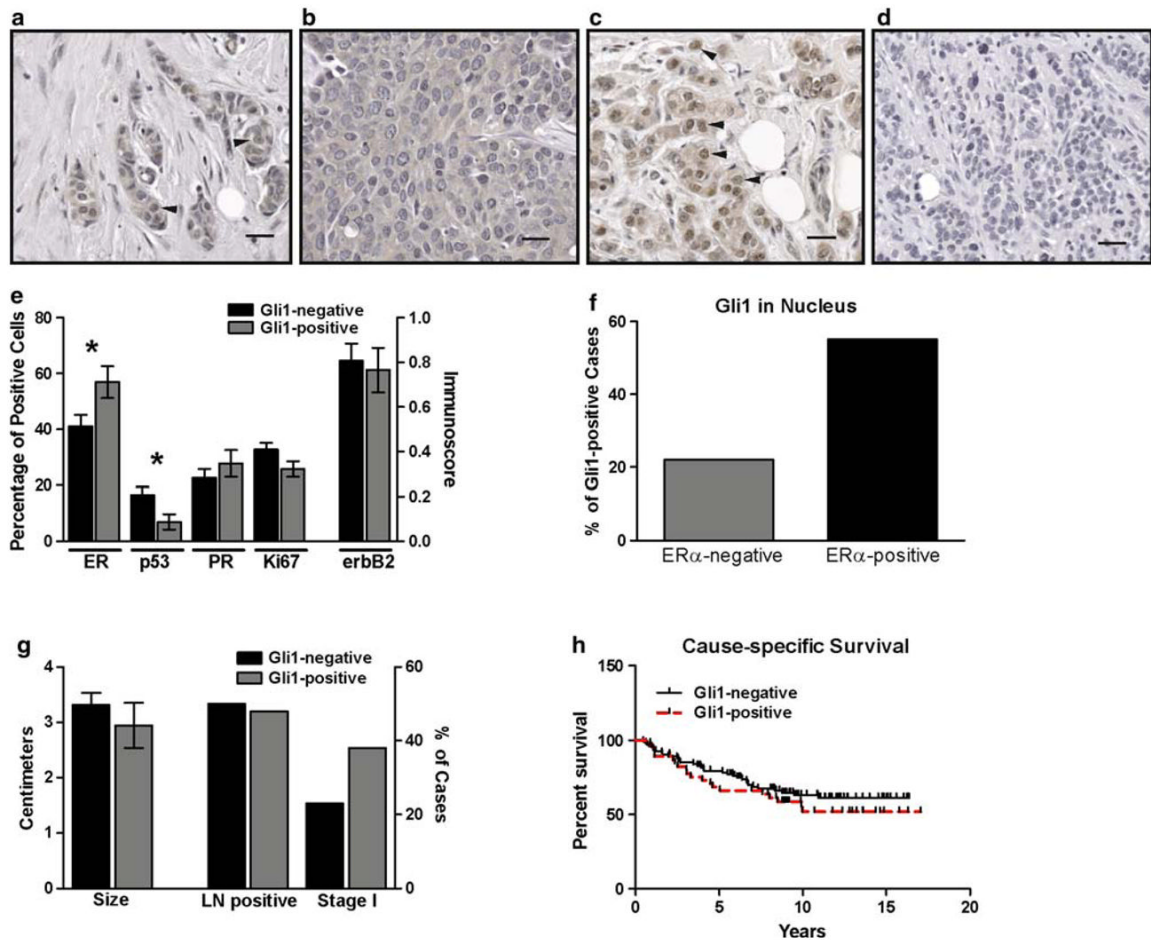 a b c d
e
Gli1-negative
Gli1-positive
80
60
40
20
0
Percentage of Positive Cells
*
*
1.0
0.8
0.6
0.4
0.2
0.0
Immunoscore
ER p53 PR Ki67 erbB2
f
Gli1 in Nucleus
60
40
20
0
% of Gli1-positive Cases
ERα-negative ERα-positive
g
Gli1-negative
Gli1-positive
4
3
2
1
0
Centimeters
60
40
20
0
% of Cases
Size LN positive Stage I
h
Cause-specific Survival
Gli1-negative
Gli1-positive
150
100
50
0
Percent survival
0 5 10 15 20
Years